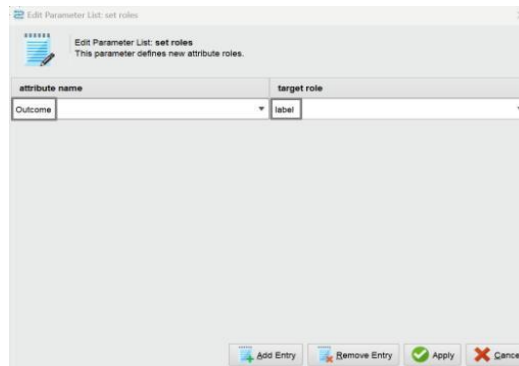 Edit Parameter List: set roles
Edit Parameter List: set roles
This parameter defines new attribute roles.
attribute name target role
Outcome label
Add Entry Remove Entry Apply Cance